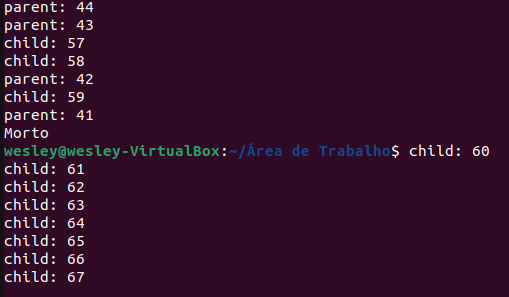 parent: 44
parent: 43
child: 57
child: 58
parent: 42
child: 59
parent: 41
Morto
wesley@wesley-VirtualBox:~/Área de Trabalho$ child: 60
child: 61
child: 62
child: 63
child: 64
child: 65
child: 66
child: 67